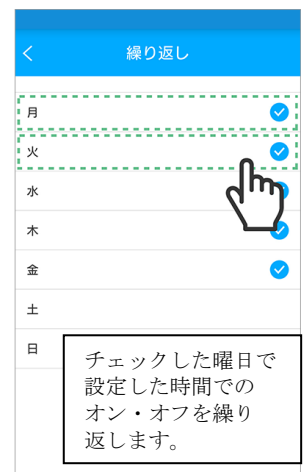 繰り返し
月
火
水
木
金
土
日
チェックした曜日で
設定した時間での
オン・オフを繰り
返します。